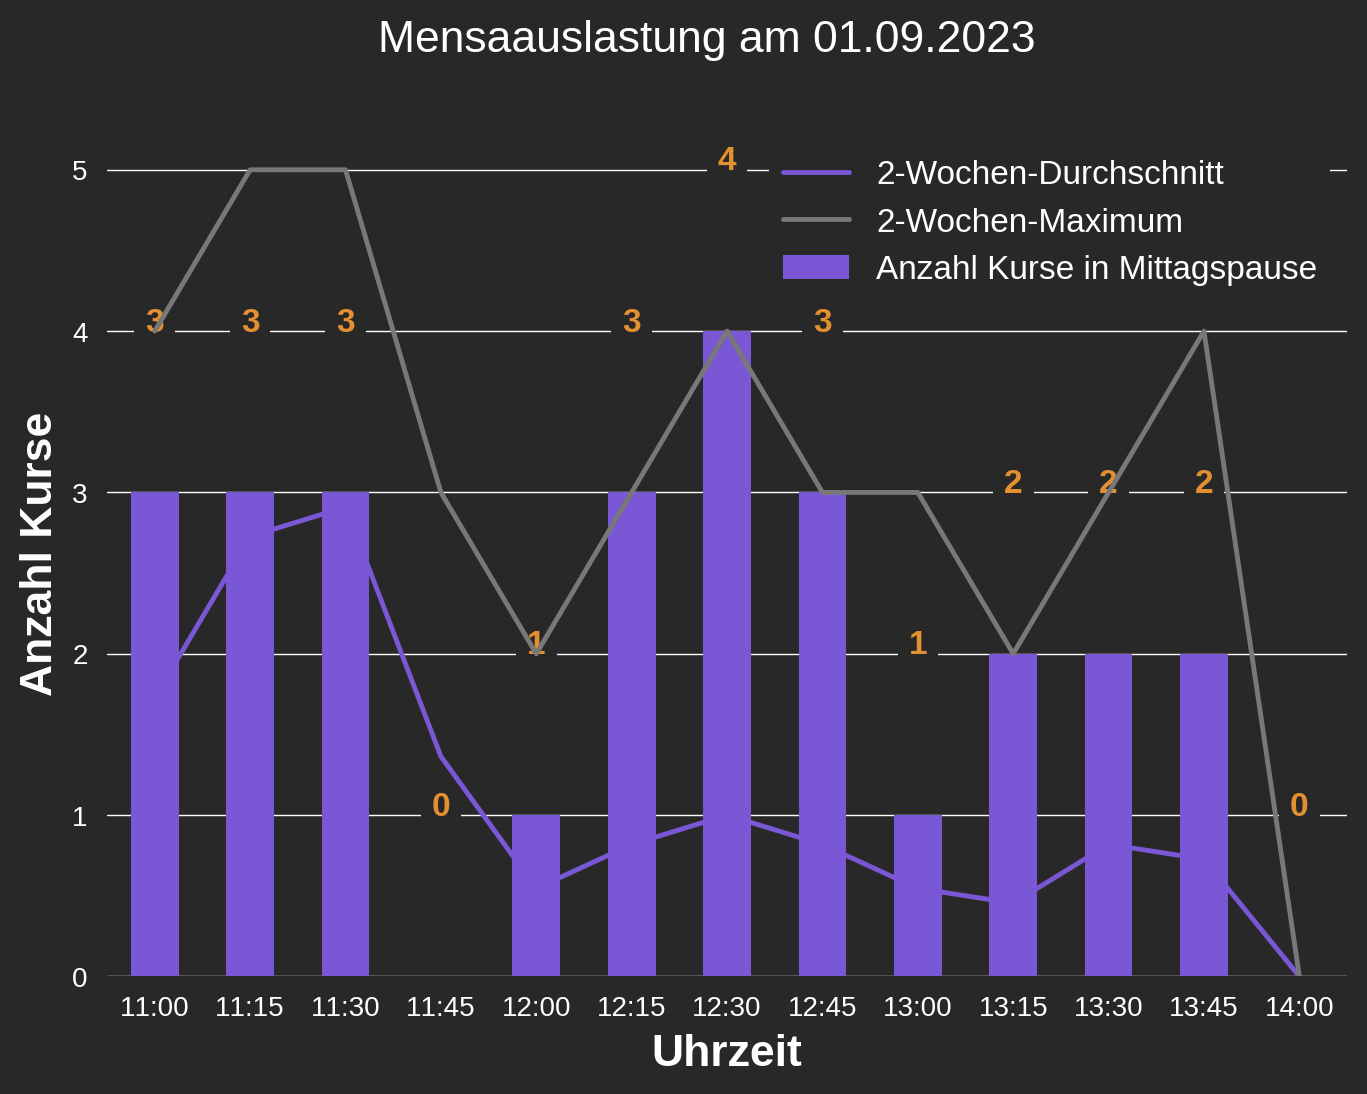 Mensaauslastung am 01.09.2023
5
4
2-Wochen-Durchschnitt
2-Wochen-Maximum
Anzahl Kurse in Mittagspause
4
3
3
3
3
3
3
2
2
2
2
1
1
1
0
0
0
Anzahl Kurse
11:00 11:15 11:30 11:45 12:00 12:15 12:30 12:45 13:00 13:15 13:30 13:45 14:00
Uhrzeit